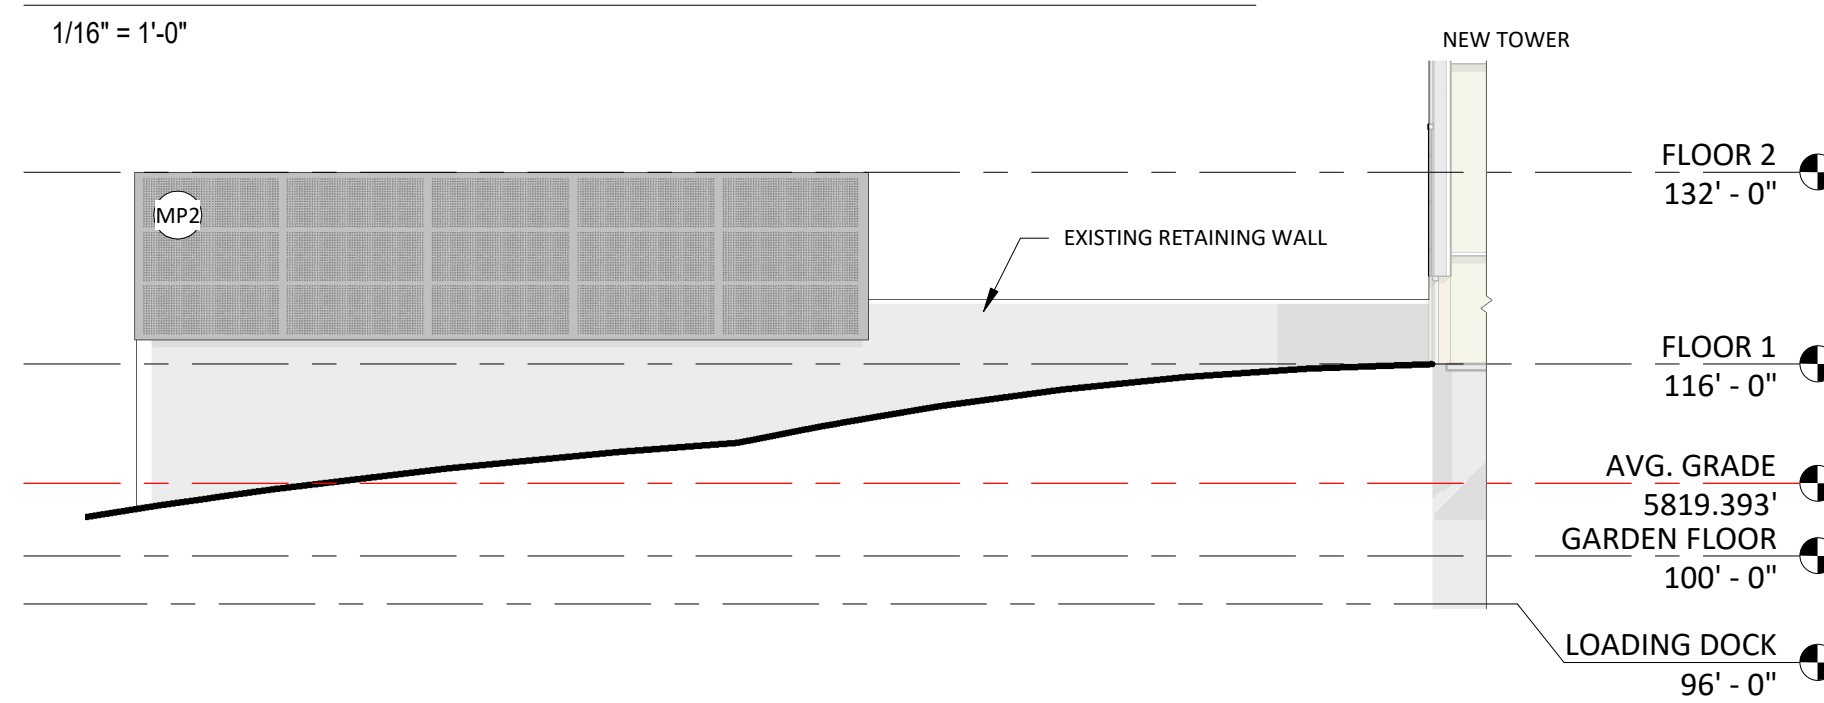 1/16" = 1'-0"
NEW TOWER
FLOOR 2
132' - 0"
MP2
EXISTING RETAINING WALL
FLOOR 1
116' - 0"
AVG. GRADE
5819.393'
GARDEN FLOOR
100' - 0"
LOADING DOCK
96' - 0"